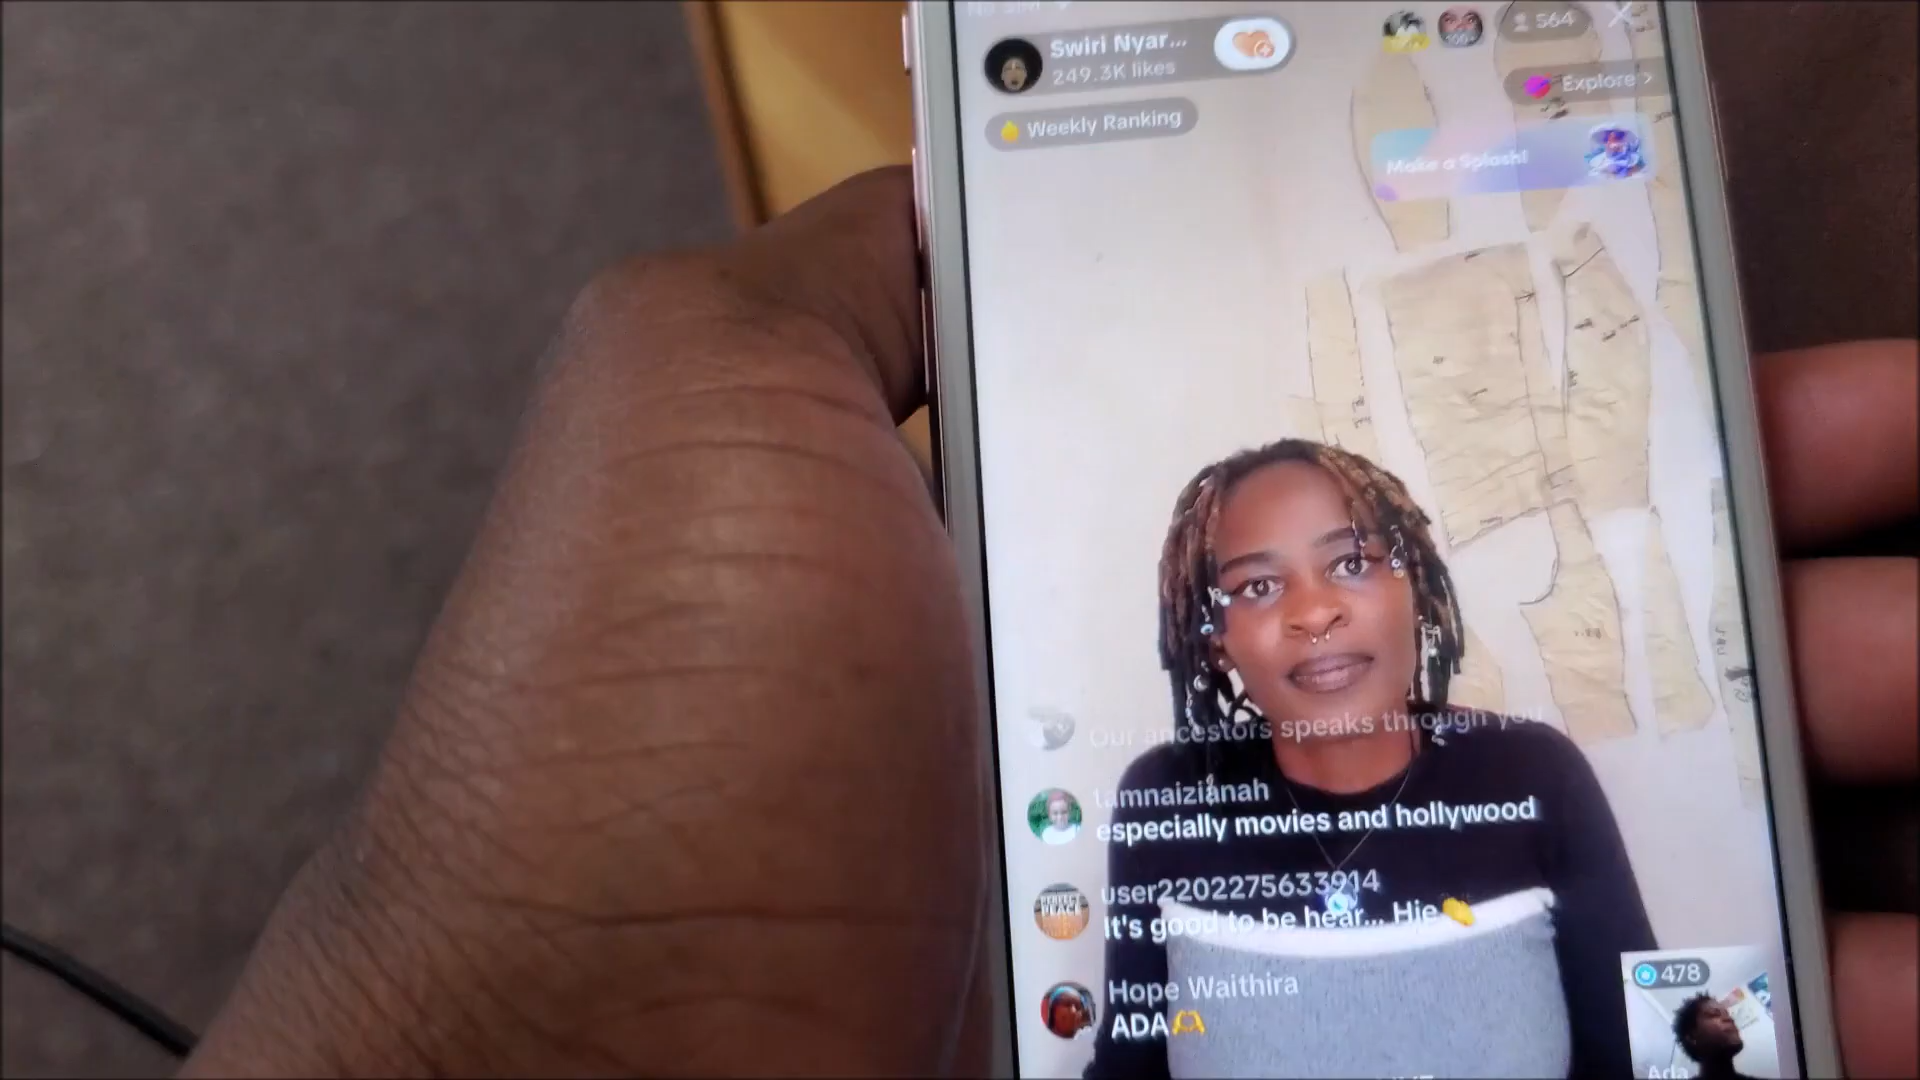 Swiri Nyar...
249.3K likes
564
Explore >
Weekly Ranking
Make a Splash!
Our ancestors speaks through you
tamnaizianah
especially movies and hollywood
user2202275633914
It's good to be hear... Hie👏
Hope Waithira
ADA🫶
478
Ada